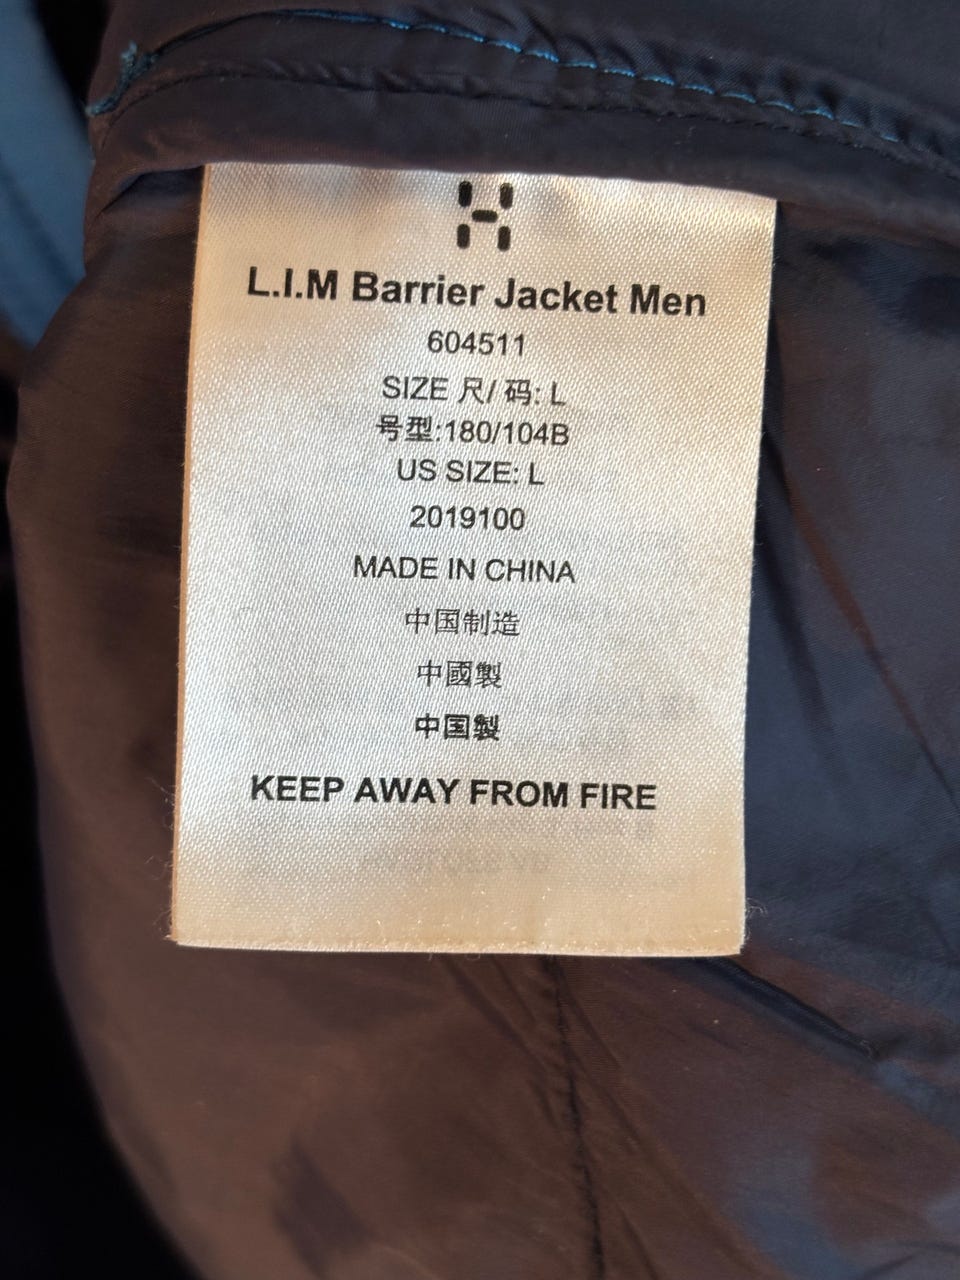 L.I.M Barrier Jacket Men
604511
SIZE 尺/ 码: L
号型:180/104B
US SIZE: L
2019100
MADE IN CHINA
中国制造
中國製
中国製
KEEP AWAY FROM FIRE